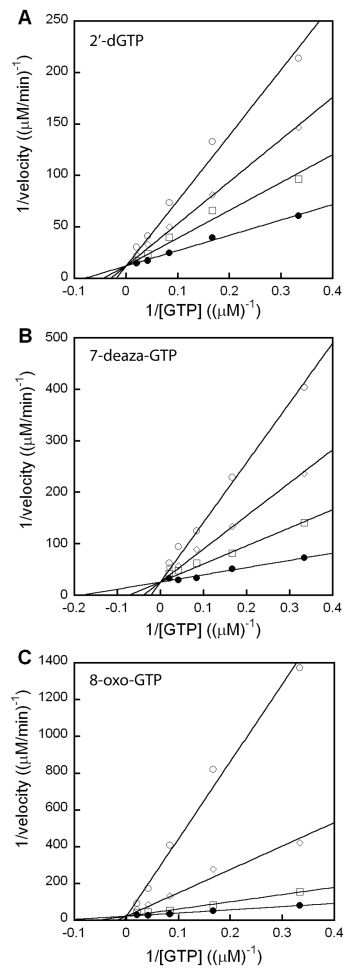 A
2'-dGTP
1/velocity ((μM/min)⁻¹)
250
200
150
100
50
0
-0.1 0 0.1 0.2 0.3 0.4
1/[GTP] ((μM)⁻¹)
B
7-deaza-GTP
1/velocity ((μM/min)⁻¹)
500
400
300
200
100
0
-0.2 -0.1 0 0.1 0.2 0.3 0.4
1/[GTP] ((μM)⁻¹)
C
8-oxo-GTP
1/velocity ((μM/min)⁻¹)
1400
1200
1000
800
600
400
200
0
-0.1 0 0.1 0.2 0.3 0.4
1/[GTP] ((μM)⁻¹)